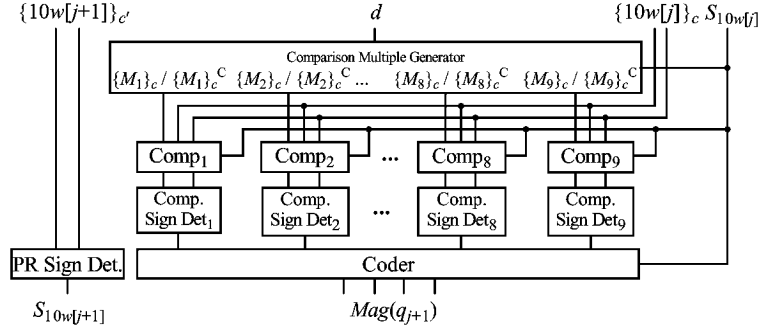 {10w[j+1]}c' d {10w[j]}c S10w[j]
Comparison Multiple Generator
{M1}c / {M1}cC {M2}c / {M2}cC ... {M8}c / {M8}cC {M9}c / {M9}cC
Comp1 Comp2 ... Comp8 Comp9
Comp. Comp. Comp. Comp.
Sign Det1 Sign Det2 ... Sign Det8 Sign Det9
PR Sign Det. Coder
S10w[j+1] Mag(qj+1)